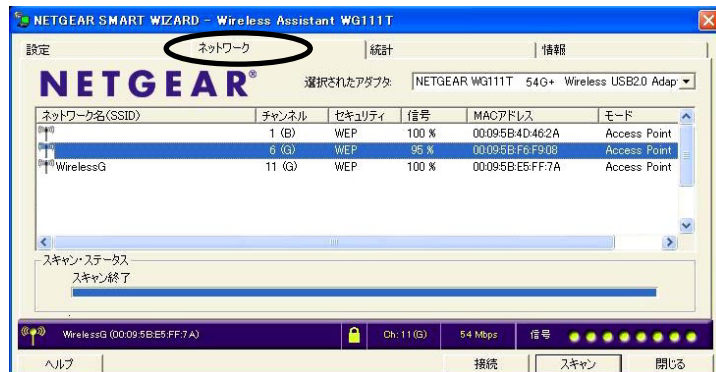 NETGEAR SMART WIZARD - Wireless Assistant WG111T
設定 ネットワーク 統計 情報
NETGEAR® 選択されたアダプタ: NETGEAR WG111T 54G+ Wireless USB2.0 Adap
ネットワーク名(SSID) チャンネル セキュリティ 信号 MACアドレス モード
1 (B) WEP 100 % 00:09:5B:4D:46:2A Access Point
6 (G) WEP 95 % 00:09:5B:F6:F9:08 Access Point
WirelessG 11 (G) WEP 100 % 00:09:5B:E5:FF:7A Access Point
スキャン・ステータス
スキャン終了
WirelessG (00:09:5B:E5:FF:7A) Ch: 11(G) 54 Mbps 信号
ヘルプ 接続 スキャン 閉じる